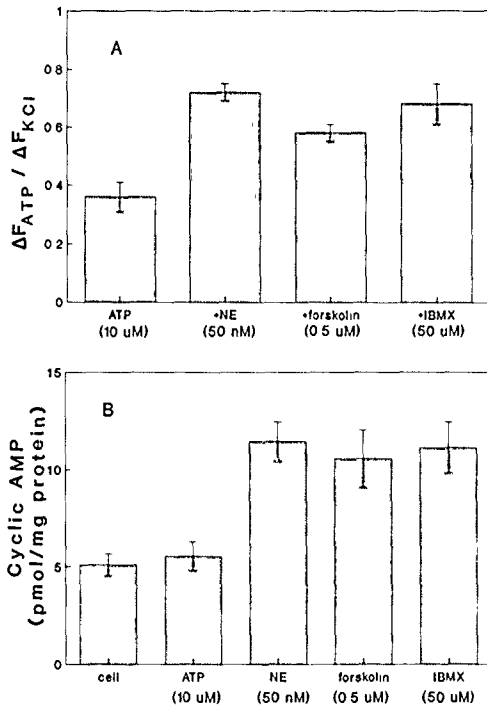 A
ΔF_ATP / ΔF_KCl
1
0.8
0.6
0.4
0.2
0
ATP +NE +forskolin +IBMX
(10 uM) (50 nM) (0 5 uM) (50 uM)
B
Cyclic AMP
(pmol/mg protein)
15
10
5
0
cell ATP NE forskolin IBMX
(10 uM) (50 nM) (0 5 uM) (50 uM)